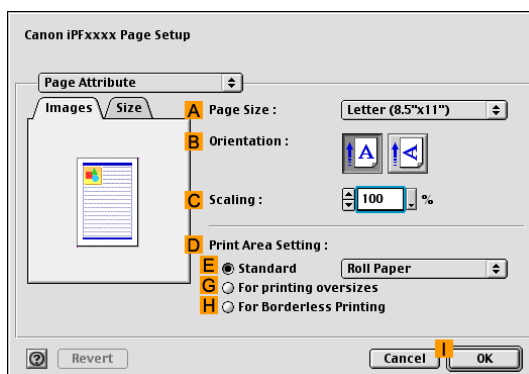 Canon iPFxxxx Page Setup
Page Attribute
Images Size
A Page Size : Letter (8.5"x11")
B Orientation : A A
C Scaling : 100 %
D Print Area Setting :
E Standard Roll Paper
G For printing oversizes
H For Borderless Printing
? Revert Cancel I OK